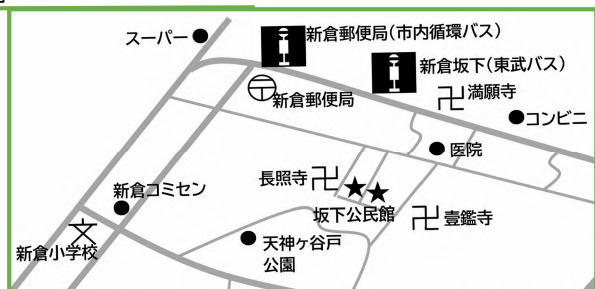 スーパー
新倉郵便局（市内循環バス）
新倉坂下（東武バス）
新倉郵便局
満願寺
コンビニ
医院
長照寺
新倉コミセン
坂下公民館
壹鑑寺
新倉小学校
天神ヶ谷戸
公園